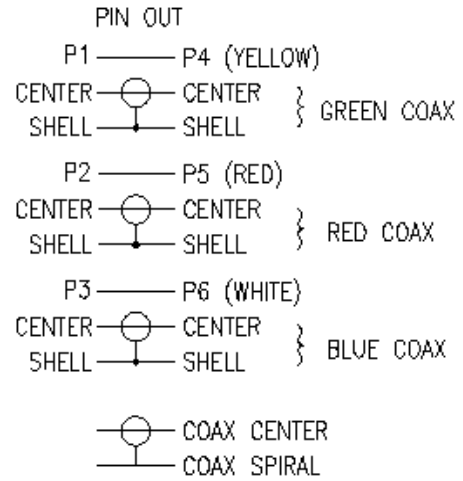 PIN OUT
P1 P4 (YELLOW)
CENTER CENTER
SHELL SHELL
GREEN COAX
P2 P5 (RED)
CENTER CENTER
SHELL SHELL
RED COAX
P3 P6 (WHITE)
CENTER CENTER
SHELL SHELL
BLUE COAX
COAX CENTER
COAX SPIRAL